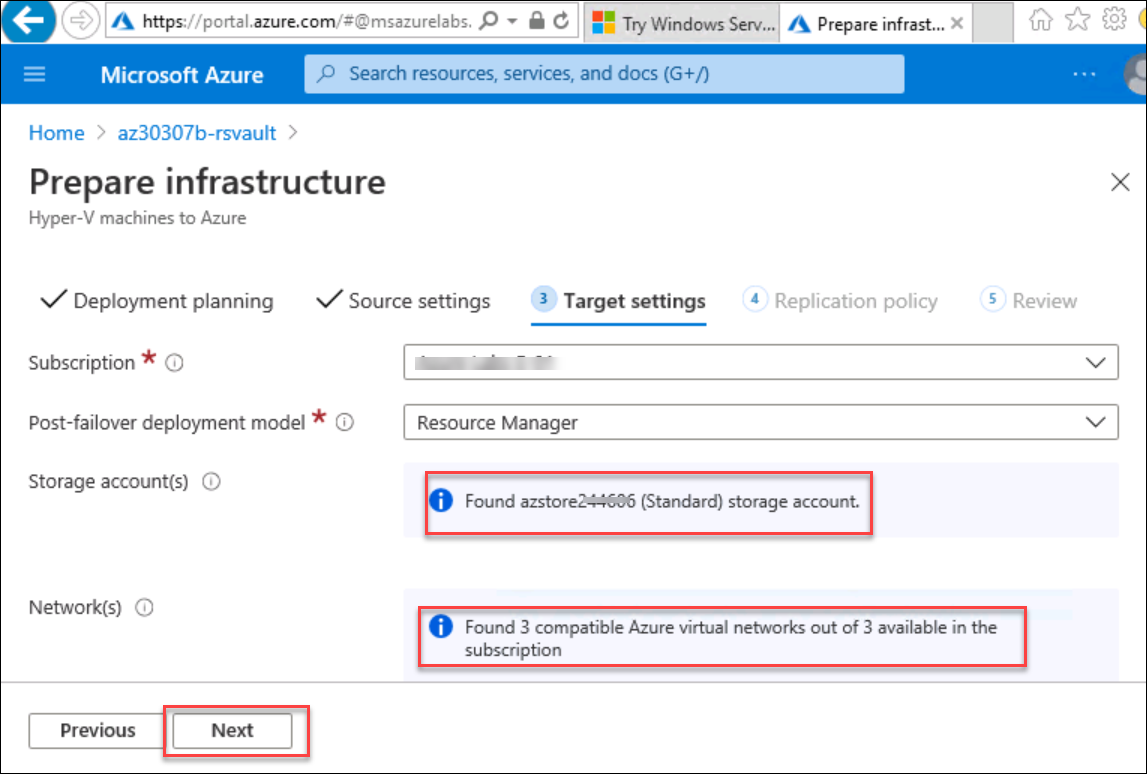 https://portal.azure.com/#@msazurelabs.
Try Windows Serv...
Prepare infrast...
Microsoft Azure
Search resources, services, and docs (G+/)
Home > az30307b-rsvault >
Prepare infrastructure
Hyper-V machines to Azure
Deployment planning
Source settings
3 Target settings
4 Replication policy
5 Review
Subscription *
Post-failover deployment model *
Resource Manager
Storage account(s)
Found (Standard) storage account.
Network(s)
Found 3 compatible Azure virtual networks out of 3 available in the
subscription
Previous
Next